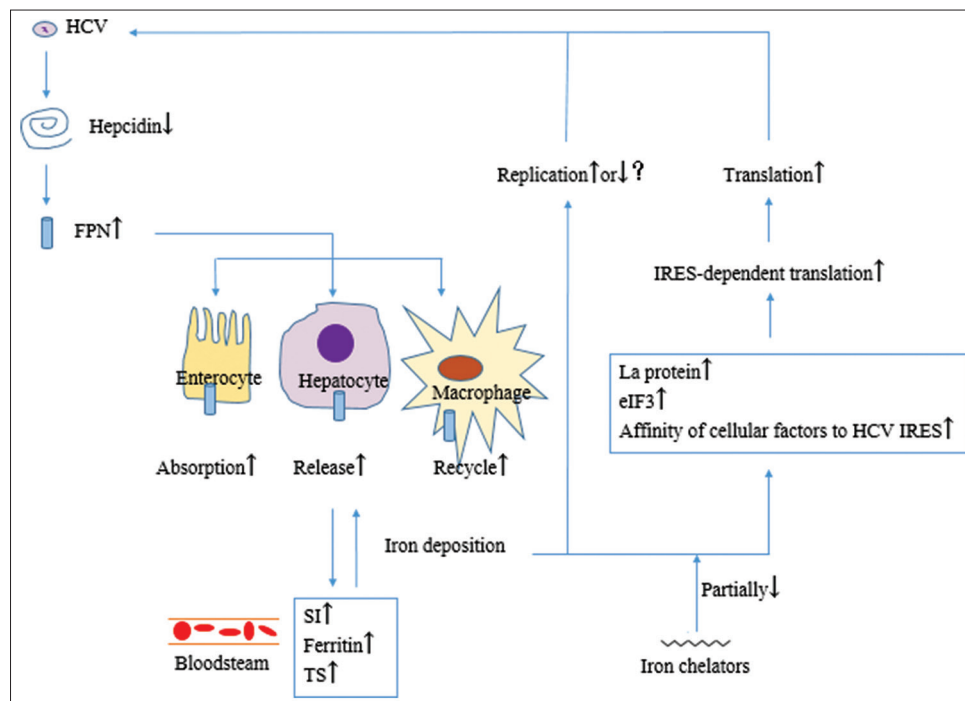 HCV
Hepcidin↓
Replication↑or↓?
Translation↑
FPN↑
IRES-dependent translation↑
Enterocyte
Hepatocyte
Macrophage
La protein↑
eIF3↑
Affinity of cellular factors to HCV IRES↑
Absorption↑
Release↑
Recycle↑
Iron deposition
Partially↓
SI↑
Ferritin↑
TS↑
Bloodsteam
Iron chelators